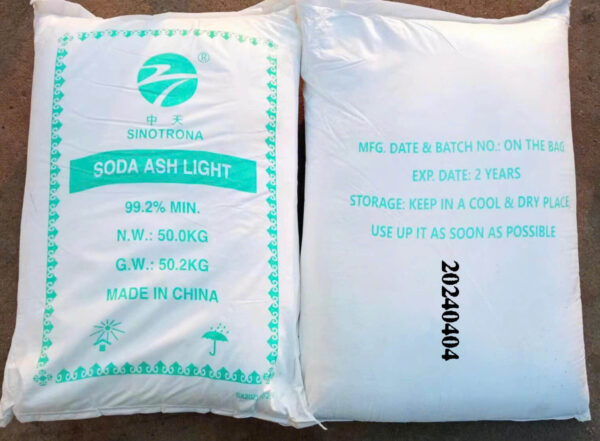 ®
中天
SINOTRONA
SODA ASH LIGHT
99.2% MIN.
N.W.: 50.0KG
G.W.: 50.2KG
MADE IN CHINA
MFG. DATE & BATCH NO.: ON THE BAG
EXP. DATE: 2 YEARS
STORAGE: KEEP IN A COOL & DRY PLACE
USE UP IT AS SOON AS POSSIBLE
20240404